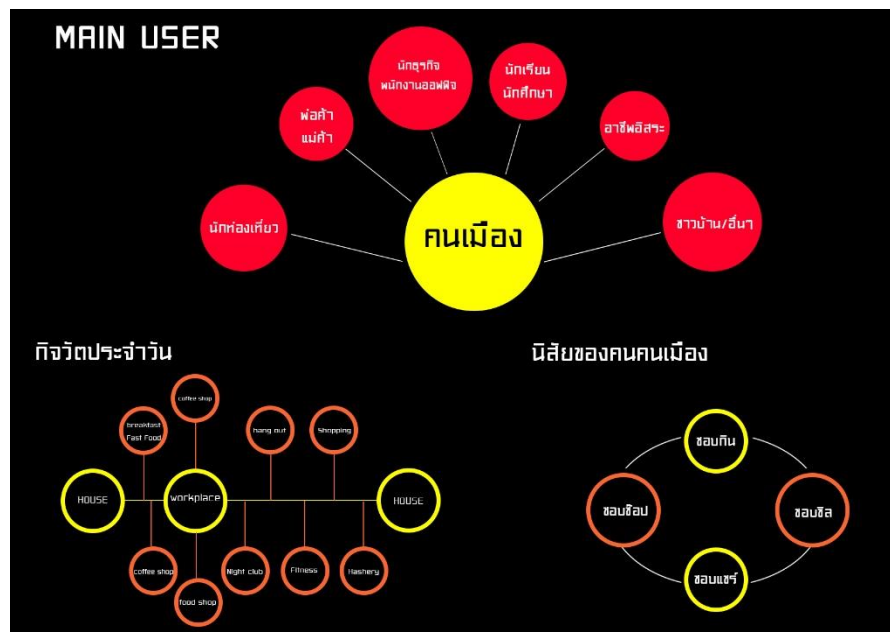 MAIN USER
นักธุรกิจ
พนักงานออฟฟิจ
นักเรียน
นักศึกษา
พ่อค้า
แม่ค้า
อาชีพอิสระ
นักท่องเที่ยว
คนเมือง
ชาวบ้าน/อื่นๆ
กิจวัตประจำวัน
coffee shop
breakfast
Fast Food
hang out
Shopping
HOUSE
workplace
HOUSE
coffee shop
Night club
Fitness
Hashery
food shop
นิสัยของคนคนเมือง
ชอบกิน
ชอบช๊อป
ชอบชิล
ชอบแชร์